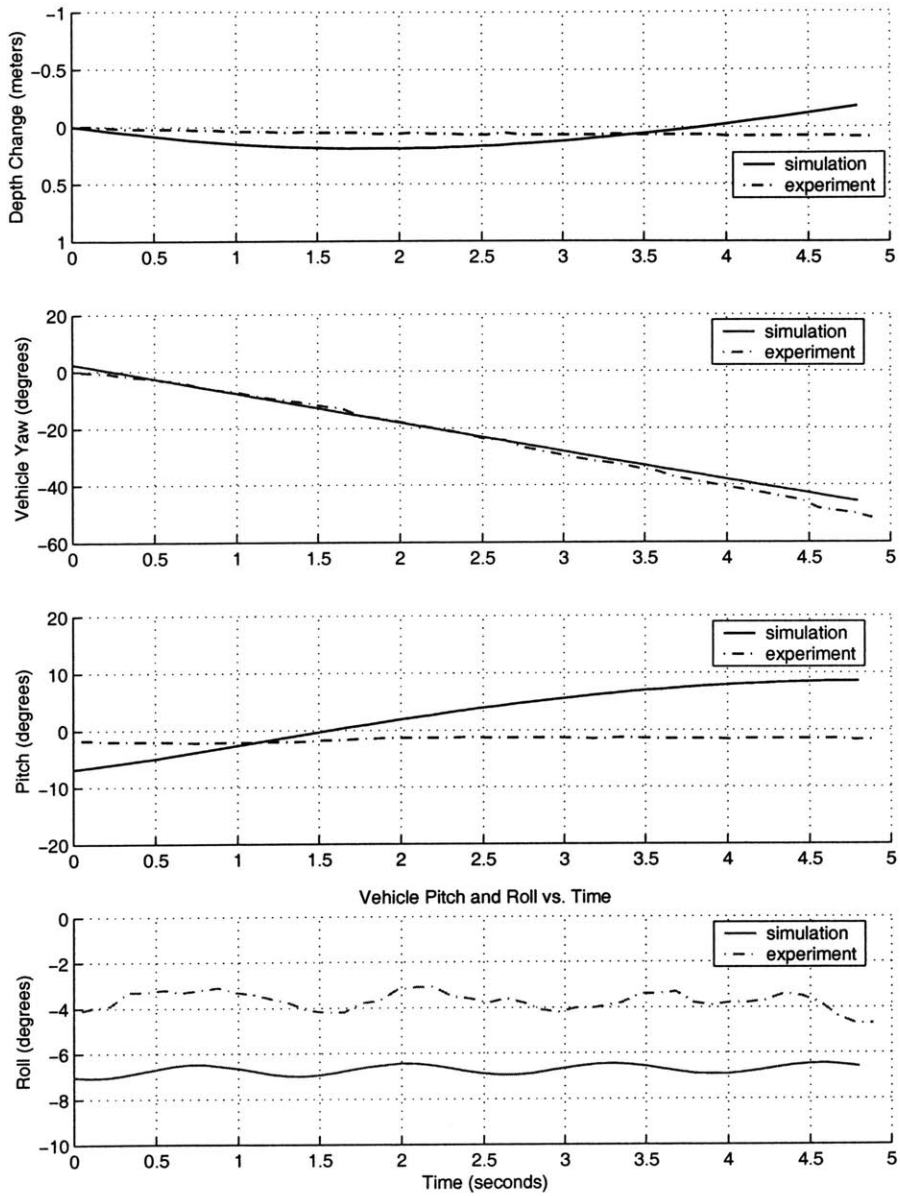 −1
−0.5
0
0.5
1
Depth Change (meters)
simulation
experiment
0 0.5 1 1.5 2 2.5 3 3.5 4 4.5 5
20
0
−20
−40
−60
Vehicle Yaw (degrees)
simulation
experiment
0 0.5 1 1.5 2 2.5 3 3.5 4 4.5 5
20
10
0
−10
−20
Pitch (degrees)
simulation
experiment
0 0.5 1 1.5 2 2.5 3 3.5 4 4.5 5
Vehicle Pitch and Roll vs. Time
0
−2
−4
−6
−8
−10
Roll (degrees)
simulation
experiment
0 0.5 1 1.5 2 2.5 3 3.5 4 4.5 5
Time (seconds)